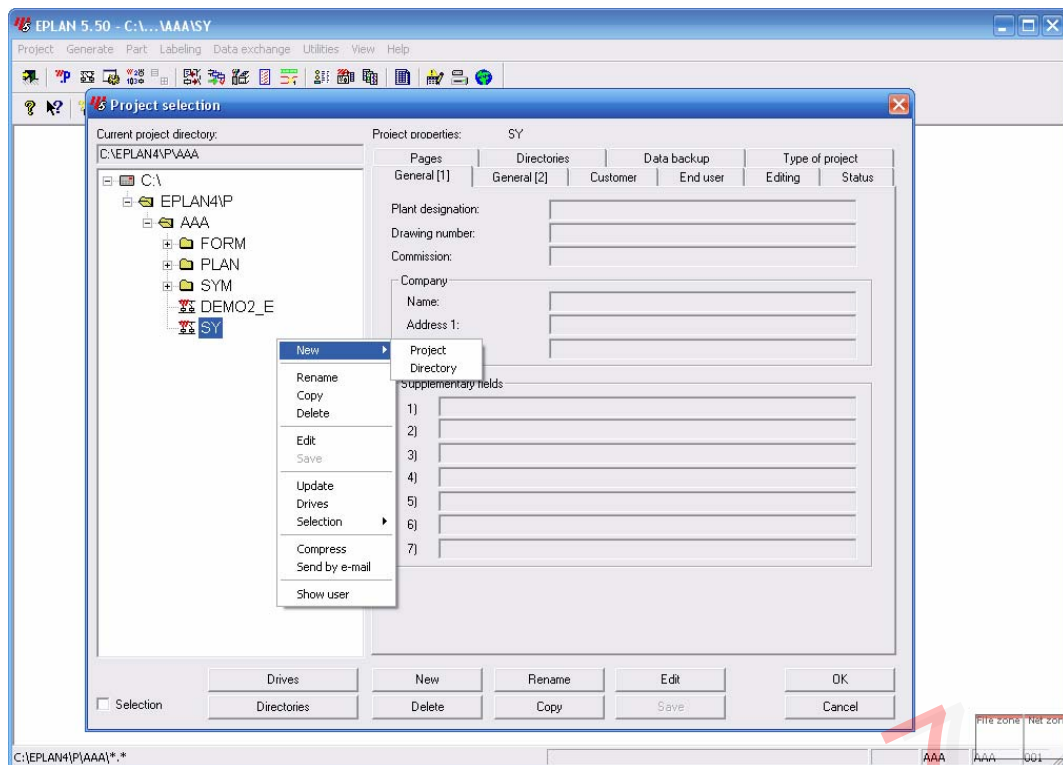 EPLAN 5.50 - C:\...\AAA\SY
Project Generate Part Labeling Data exchange Utilities View Help
Project selection
Current project directory:
C:\EPLAN4\P\AAA
C:\
EPLAN4\P
AAA
FORM
PLAN
SYM
DEMO2_E
SY
Project properties: SY
Pages Directories Data backup Type of project
General [1] General [2] Customer End user Editing Status
Plant designation:
Drawing number:
Commission:
Company
Name:
Address 1:
Supplementary fields
1)
2)
3)
4)
5)
6)
7)
New
Rename
Copy
Delete
Edit
Save
Update
Drives
Selection
Compress
Send by e-mail
Show user
Project
Directory
Drives New Rename Edit OK
Selection Directories Delete Copy Save Cancel
File zone Net zon
C:\EPLAN4\P\AAA\*.* AAA AAA 001